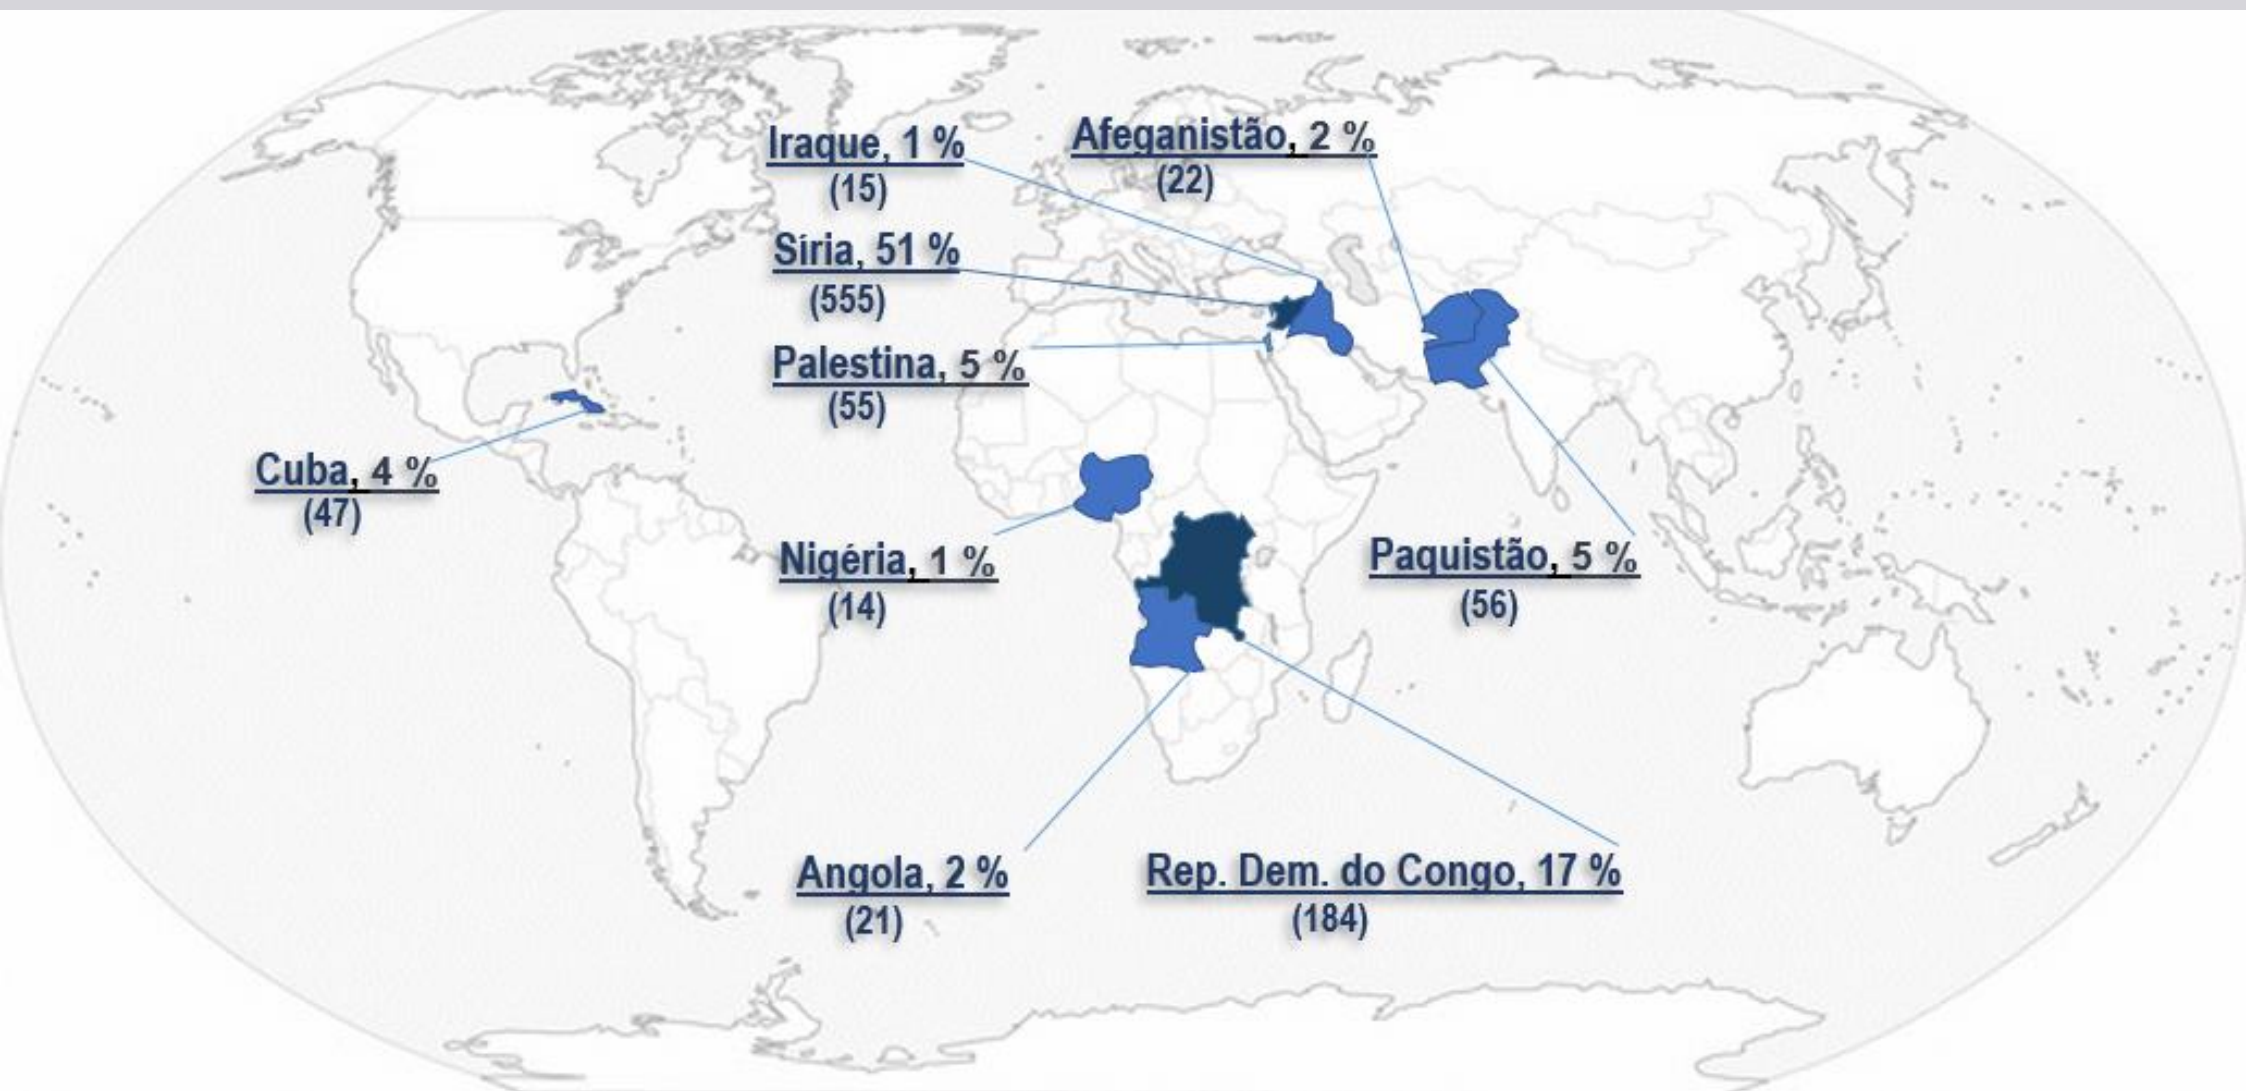 Iraque, 1 %
(15)
Afeganistão, 2 %
(22)
Síria, 51 %
(555)
Palestina, 5 %
(55)
Cuba, 4 %
(47)
Nigéria, 1 %
(14)
Paquistão, 5 %
(56)
Angola, 2 %
(21)
Rep. Dem. do Congo, 17 %
(184)